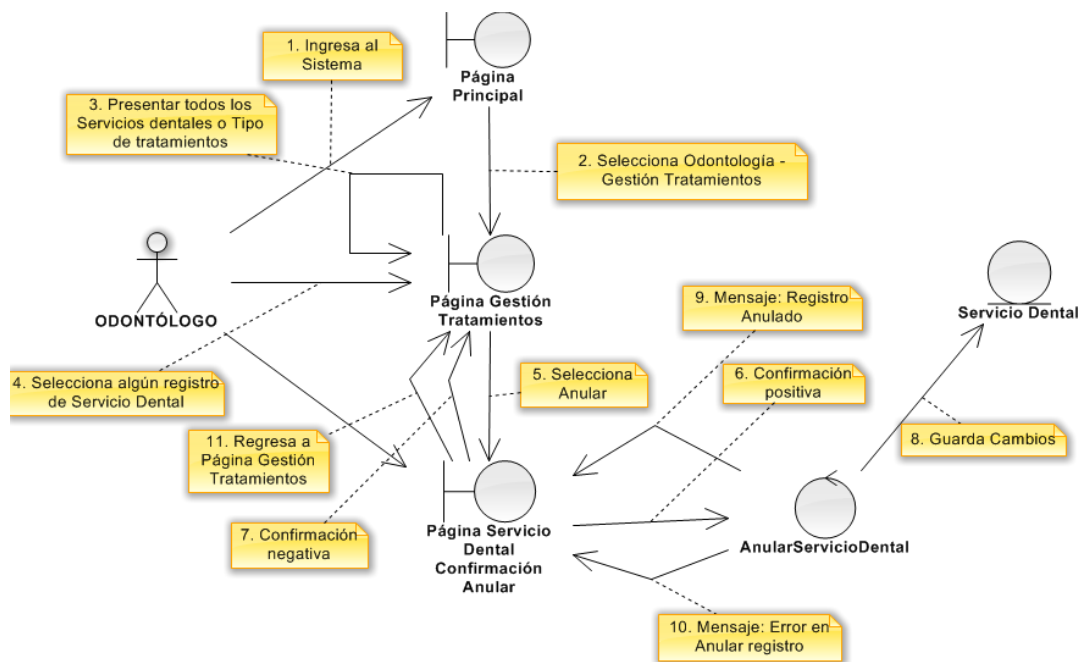 1. Ingresa al
Sistema
Página
Principal
3. Presentar todos los
Servicios dentales o Tipo
de tratamientos
2. Selecciona Odontología -
Gestión Tratamientos
ODONTÓLOGO
Página Gestión
Tratamientos
9. Mensaje: Registro
Anulado
Servicio Dental
4. Selecciona algún registro
de Servicio Dental
5. Selecciona
Anular
6. Confirmación
positiva
11. Regresa a
Página Gestión
Tratamientos
8. Guarda Cambios
7. Confirmación
negativa
Página Servicio
Dental
Confirmación
Anular
AnularServicioDental
10. Mensaje: Error en
Anular registro